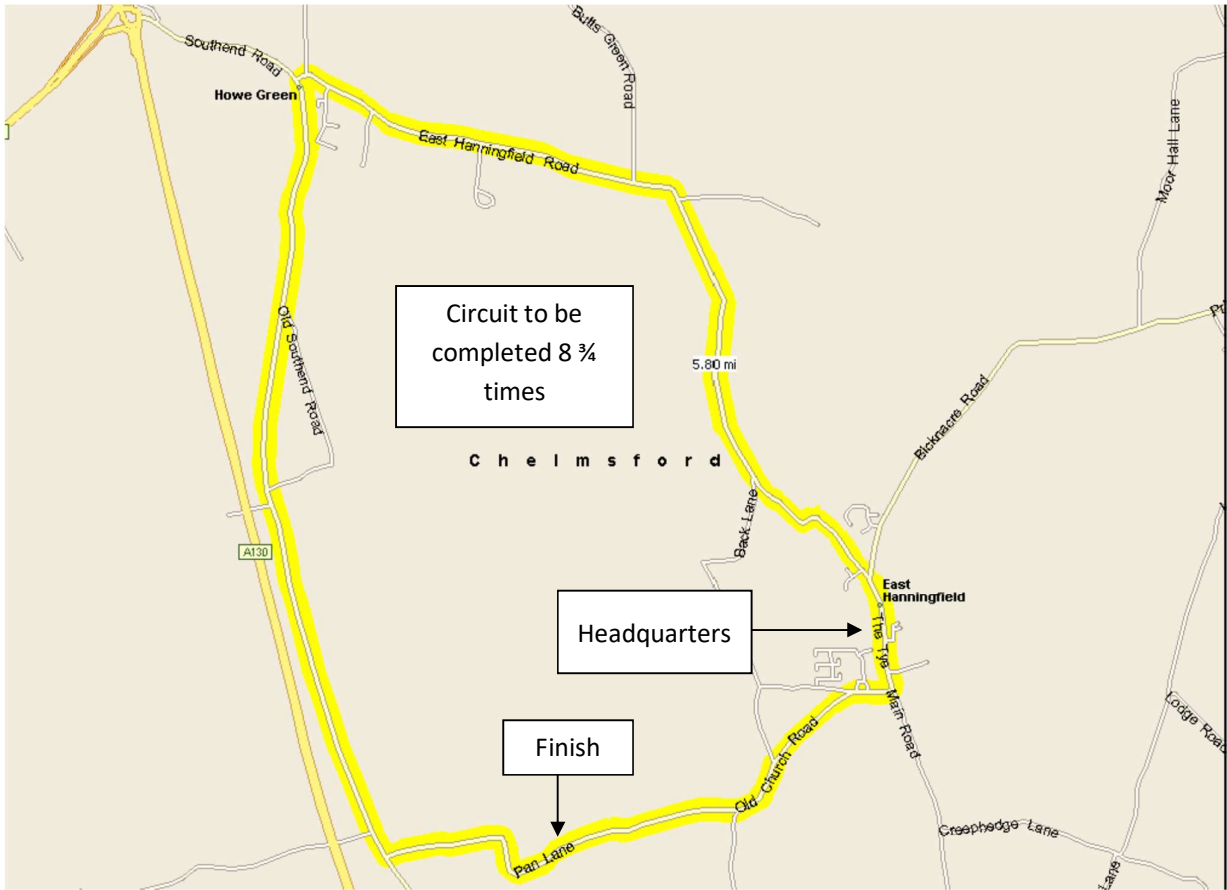 Southend Road
Butts Green Road
Howe Green
East Hanningfield Road
Moor Hall Lane
Circuit to be
completed 8 ¾
times
Old Southend Road
5.80 mi
Bicknacre Road
C h e l m s f o r d
Back Lane
A130
East
Hanningfield
Headquarters
The Tye
Main Road
Lodge Road
Finish
Old Church Road
Creephedge Lane
Pan Lane
Lane